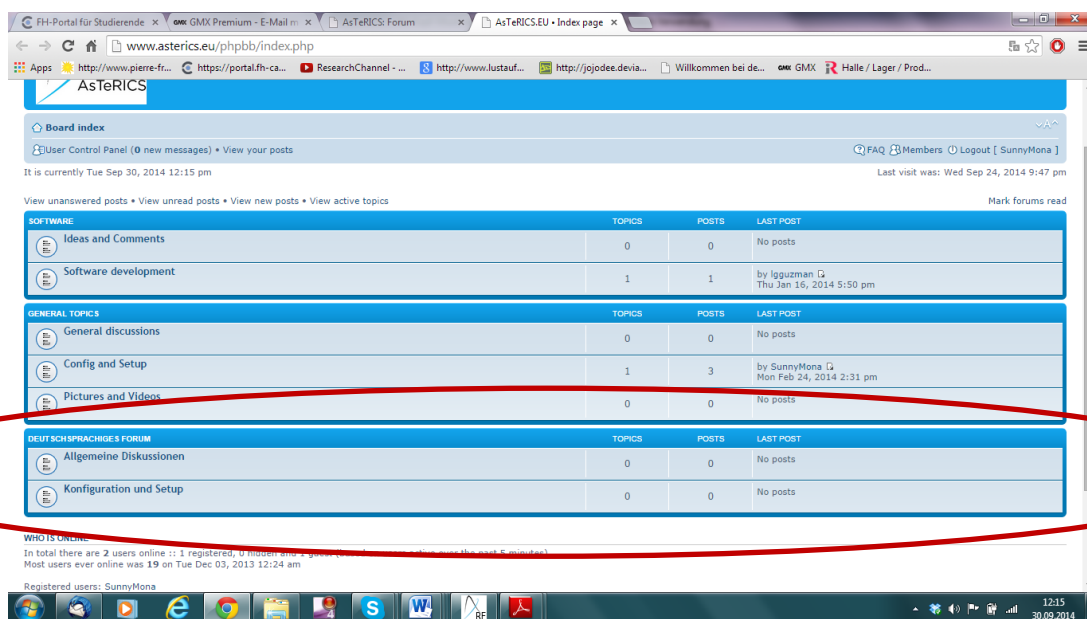 FH-Portal für Studierende
GMX Premium - E-Mail
AsTeRICS: Forum
AsTeRICS.EU • Index page
www.asterics.eu/phpbb/index.php
Apps http://www.pierre-fr... https://portal.fh-ca... ResearchChannel - ... http://www.lustauf... http://jojodee.devia... Willkommen bei de... GMX GMX Halle / Lager / Prod...
AsTeRICS
Board index
User Control Panel (0 new messages) • View your posts
FAQ Members Logout [ SunnyMona ]
It is currently Tue Sep 30, 2014 12:15 pm
Last visit was: Wed Sep 24, 2014 9:47 pm
View unanswered posts • View unread posts • View new posts • View active topics
Mark forums read
SOFTWARE TOPICS POSTS LAST POST
Ideas and Comments 0 0 No posts
Software development 1 1 by lgguzman
Thu Jan 16, 2014 5:50 pm
GENERAL TOPICS TOPICS POSTS LAST POST
General discussions 0 0 No posts
Config and Setup 1 3 by SunnyMona
Mon Feb 24, 2014 2:31 pm
Pictures and Videos 0 0 No posts
DEUTSCHSPRACHIGES FORUM TOPICS POSTS LAST POST
Allgemeine Diskussionen 0 0 No posts
Konfiguration und Setup 0 0 No posts
WHO IS ONLINE
In total there are 2 users online :: 1 registered, 0 hidden and 1 active over the past 5 minutes)
Most users ever online was 19 on Tue Dec 03, 2013 12:24 am
Registered users: SunnyMona
RF
12:15
30.09.2014